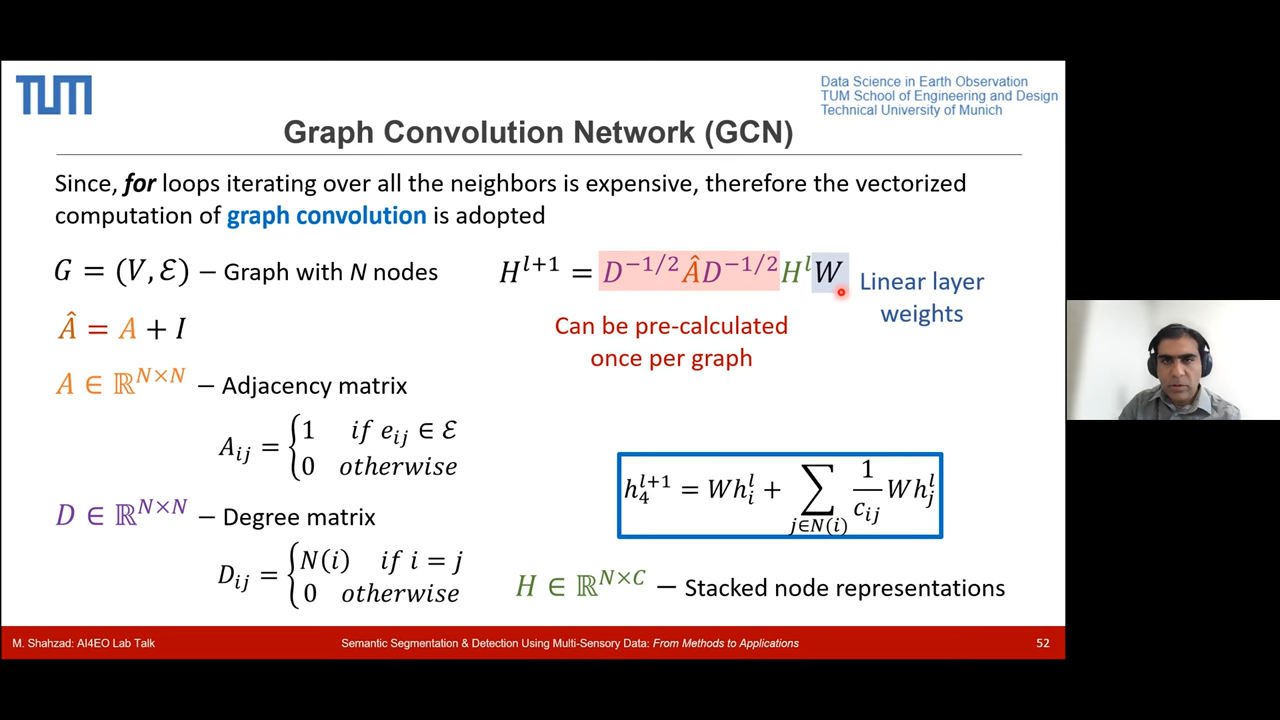 TUM
Data Science in Earth Observation
TUM School of Engineering and Design
Technical University of Munich
Graph Convolution Network (GCN)
Since, for loops iterating over all the neighbors is expensive, therefore the vectorized
computation of graph convolution is adopted
G = (V, ℰ) – Graph with N nodes
Â = A + I
A ∈ ℝ^{N×N} – Adjacency matrix
A_{ij} = { 1 if e_{ij} ∈ ℰ
0 otherwise
D ∈ ℝ^{N×N} – Degree matrix
D_{ij} = { N(i) if i = j
0 otherwise
H^{l+1} = D^{−1/2} Â D^{−1/2} H^l W
Linear layer
weights
Can be pre-calculated
once per graph
h_4^{l+1} = W h_i^l + ∑_{j∈N(i)} \frac{1}{c_{ij}} W h_j^l
H ∈ ℝ^{N×C} – Stacked node representations
M. Shahzad: AI4EO Lab Talk
Semantic Segmentation & Detection Using Multi-Sensory Data: From Methods to Applications
52